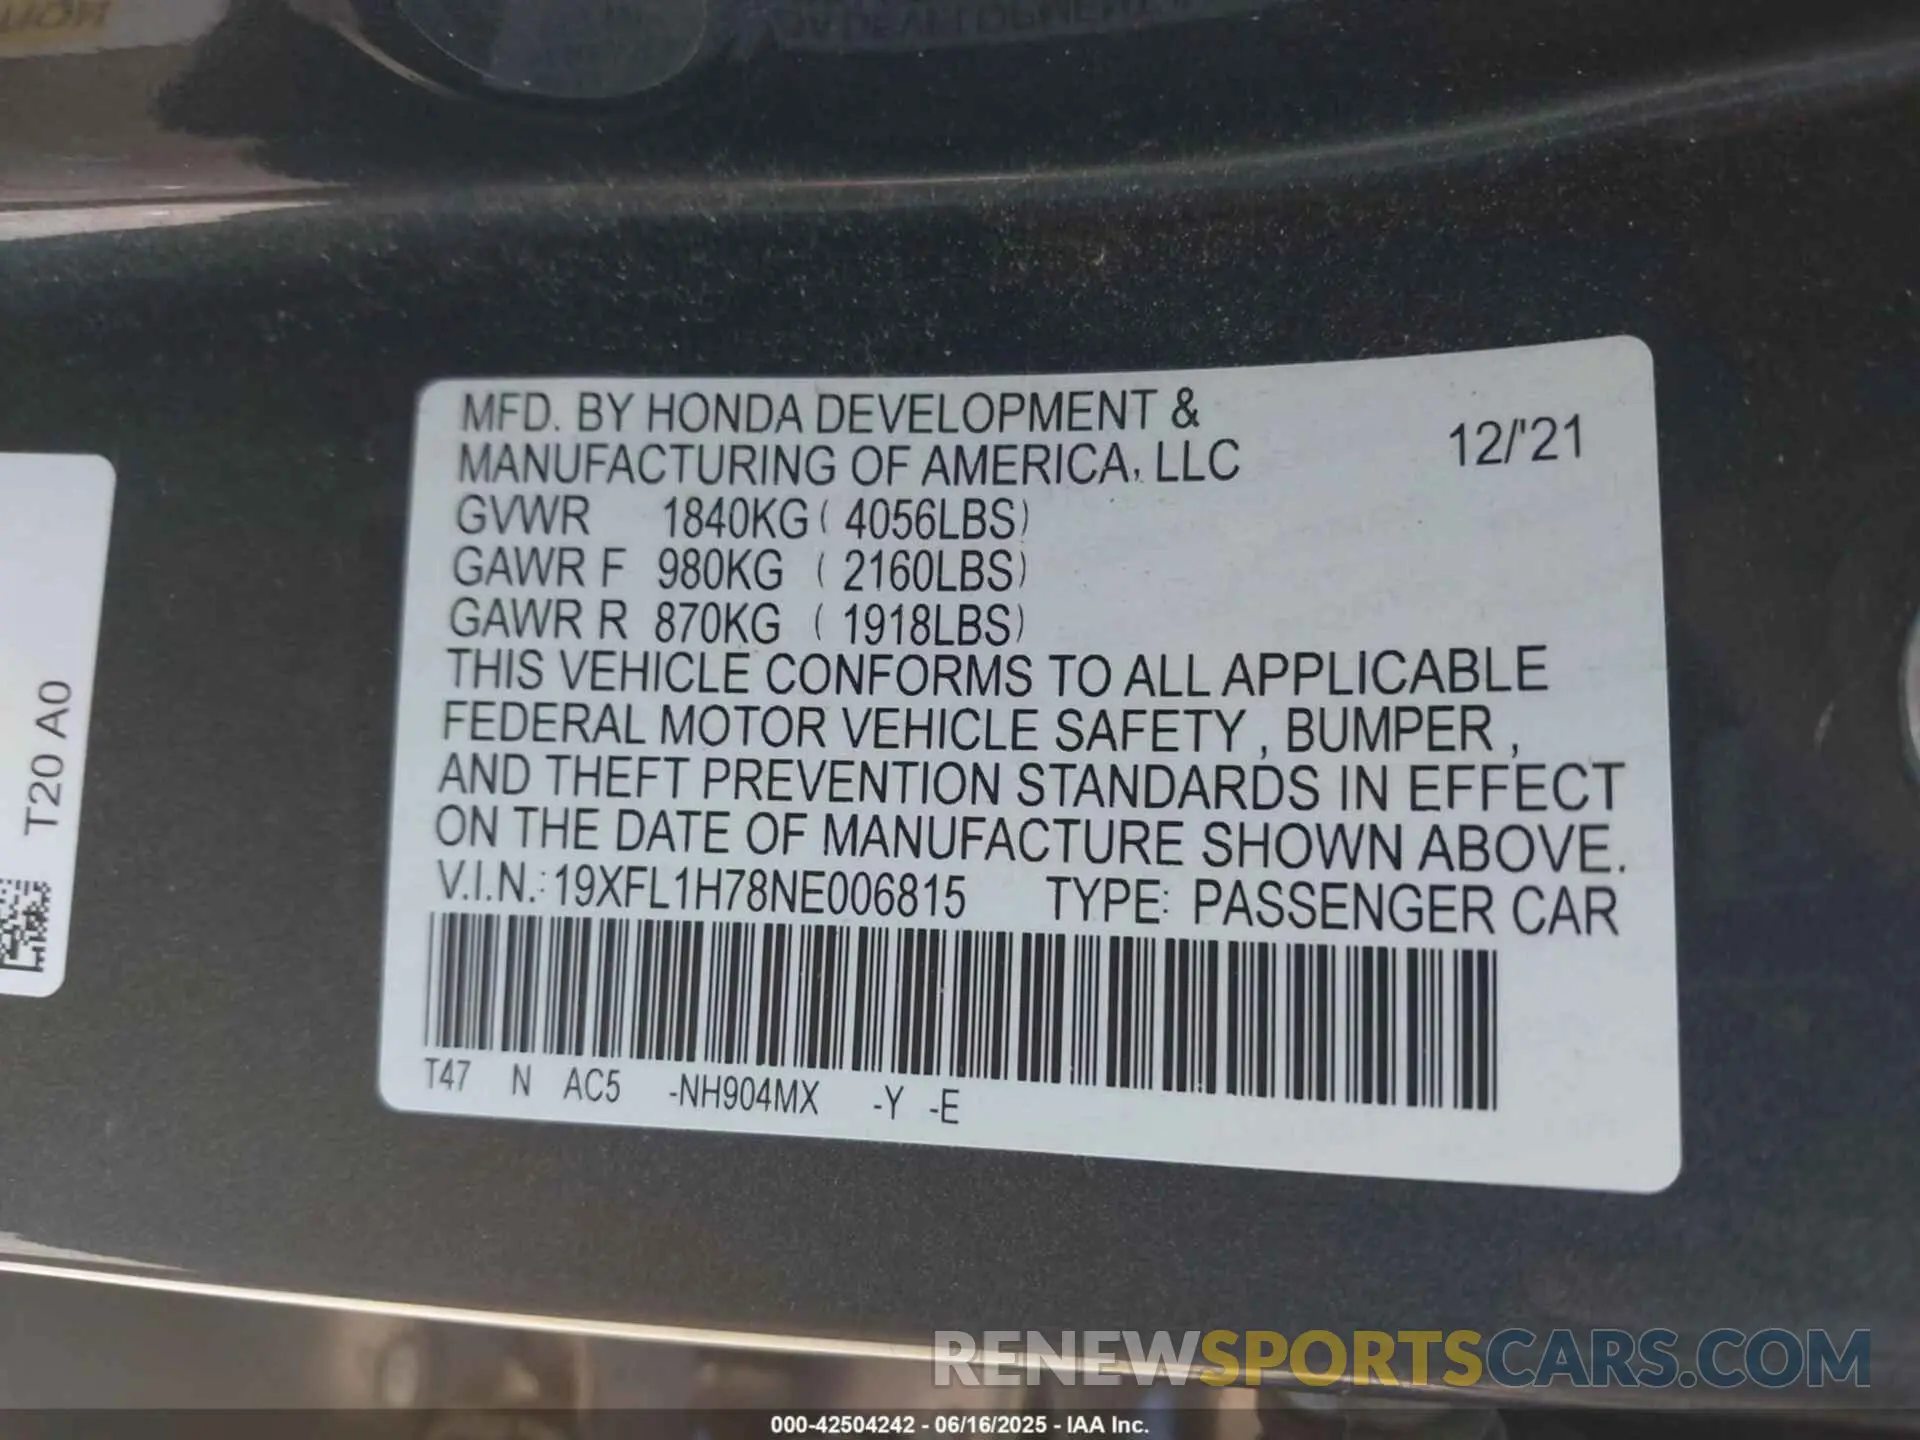 MFD. BY HONDA DEVELOPMENT &
MANUFACTURING OF AMERICA, LLC 12/'21
GVWR 1840KG ( 4056LBS)
GAWR F 980KG ( 2160LBS)
GAWR R 870KG ( 1918LBS)
THIS VEHICLE CONFORMS TO ALL APPLICABLE
FEDERAL MOTOR VEHICLE SAFETY , BUMPER ,
AND THEFT PREVENTION STANDARDS IN EFFECT
ON THE DATE OF MANUFACTURE SHOWN ABOVE.
V.I.N.: 19XFL1H78NE006815 TYPE: PASSENGER CAR
T47 N AC5 -NH904MX -Y -E
T20 A0
RENEWSPORTSCARS.COM
000-42504242 - 06/16/2025 - IAA Inc.